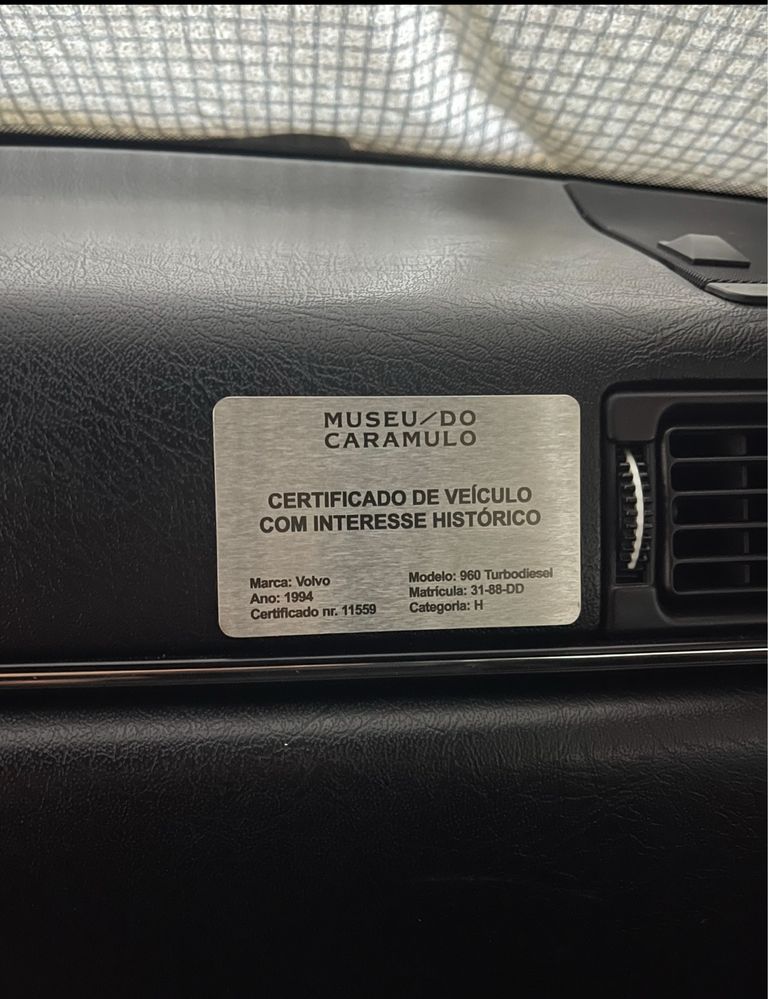 MUSEU/DO
CARAMULO
CERTIFICADO DE VEÍCULO
COM INTERESSE HISTÓRICO
Marca: Volvo
Ano: 1994
Certificado nr. 11559
Modelo: 960 Turbodiesel
Matrícula: 31-88-DD
Categoria: H